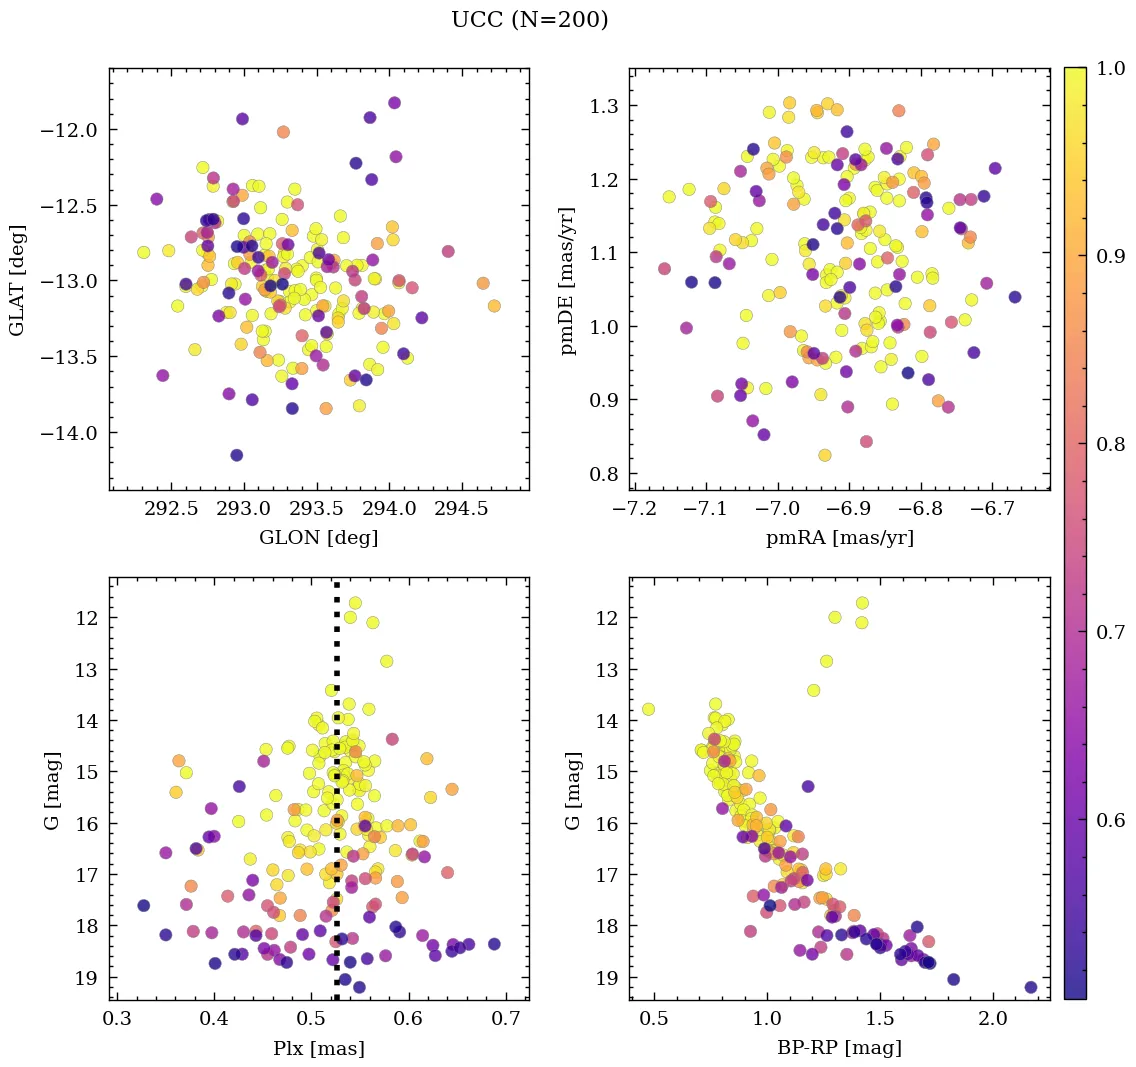 UCC (N=200)
−12.0
−12.5
−13.0
−13.5
−14.0
GLAT [deg]
292.5 293.0 293.5 294.0 294.5
GLON [deg]
1.3
1.2
1.1
1.0
0.9
0.8
pmDE [mas/yr]
−7.2 −7.1 −7.0 −6.9 −6.8 −6.7
pmRA [mas/yr]
1.0
0.9
0.8
0.7
0.6
12
13
14
15
16
17
18
19
G [mag]
0.3 0.4 0.5 0.6 0.7
Plx [mas]
12
13
14
15
16
17
18
19
G [mag]
0.5 1.0 1.5 2.0
BP-RP [mag]